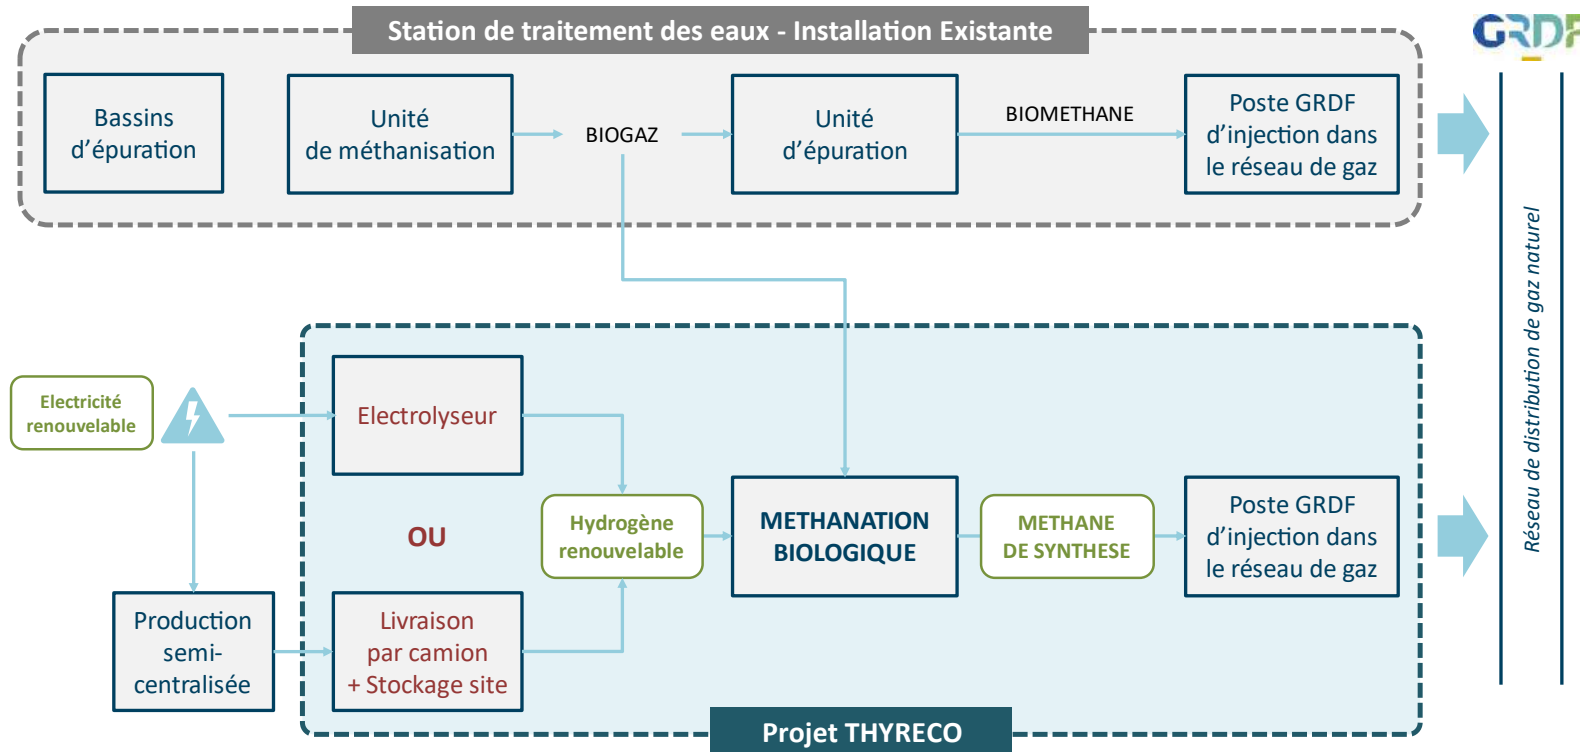 Station de traitement des eaux - Installation Existante
GRDF
Bassins
d'épuration
Unité
de méthanisation
BIOGAZ
Unité
d'épuration
BIOMETHANE
Poste GRDF
d'injection dans
le réseau de gaz
Réseau de distribution de gaz naturel
Electricité
renouvelable
Electrolyseur
OU
Hydrogène
renouvelable
METHANATION
BIOLOGIQUE
METHANE
DE SYNTHESE
Poste GRDF
d'injection dans
le réseau de gaz
Production
semi-
centralisée
Livraison
par camion
+ Stockage site
Projet THYRECO